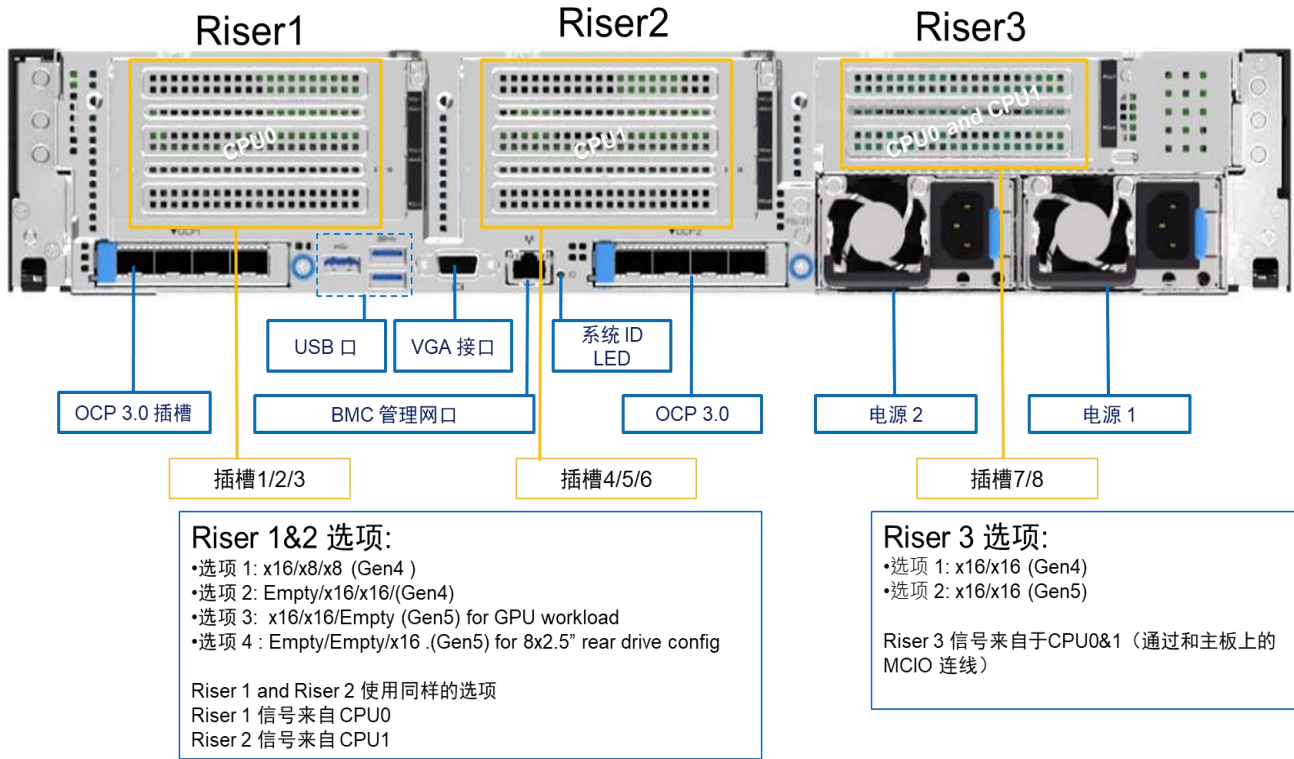 Riser1
Riser2
Riser3
CPU0
CPU1
CPU0 and CPU1
▼OCP1
▼OCP2
USB 口
VGA 接口
系统 ID
LED
OCP 3.0 插槽
BMC 管理网口
OCP 3.0
电源 2
电源 1
插槽1/2/3
插槽4/5/6
插槽7/8
Riser 1&2 选项:
•选项 1: x16/x8/x8 (Gen4 )
•选项 2: Empty/x16/x16/(Gen4)
•选项 3: x16/x16/Empty (Gen5) for GPU workload
•选项 4 : Empty/Empty/x16 .(Gen5) for 8x2.5” rear drive config
Riser 1 and Riser 2 使用同样的选项
Riser 1 信号来自 CPU0
Riser 2 信号来自 CPU1
Riser 3 选项:
•选项 1: x16/x16 (Gen4)
•选项 2: x16/x16 (Gen5)
Riser 3 信号来自于CPU0&1（通过和主板上的
MCIO 连线）